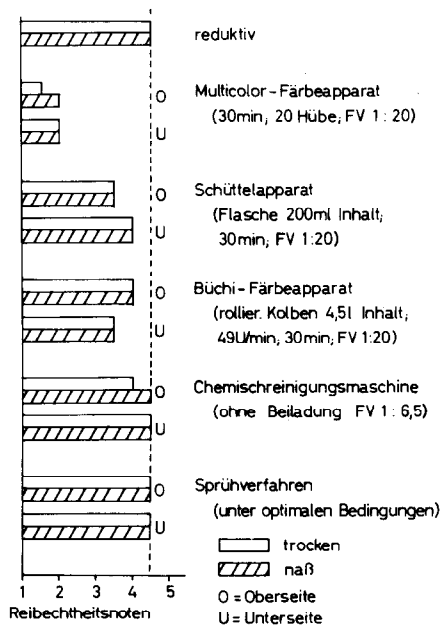 reduktiv
O Multicolor-Färbeapparat
(30min, 20 Hübe, FV 1:20)
U
Schüttelapparat
O (Flasche 200ml Inhalt,
U 30min, FV 1:20)
Büchi-Färbeapparat
O (rollier. Kolben 4,5l Inhalt,
U 49U/min, 30min, FV 1:20)
O Chemischreinigungsmaschine
(ohne Beiladung FV 1:6,5)
U
O Sprühverfahren
(unter optimalen Bedingungen)
U
trocken
naß
1 2 3 4 5
Reibechtheitsnoten
O = Oberseite
U = Unterseite